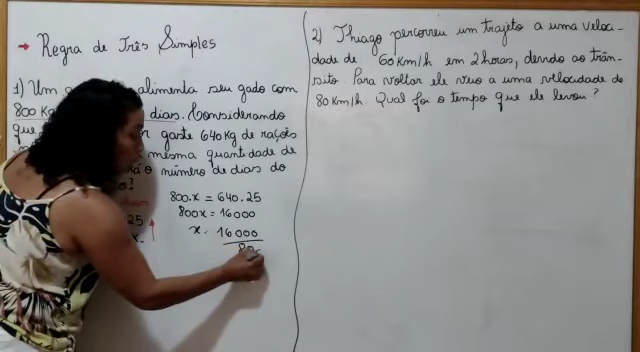 → Regra de Três Simples
1) Um alimenta seu gado com
800 Kg dias. Considerando
que gaste 640 Kg de rações
mesma quantidade de
o número de dias do
?
25
x.
800.x = 640.25
800x = 16000
x. 16000
80
2) Thiago percorreu um trajeto a uma veloci-
dade de 60 Km/h em 2 horas, devido ao trân-
sito. Para voltar ele veio a uma velocidade de
80 Km/h. Qual foi o tempo que ele levou?